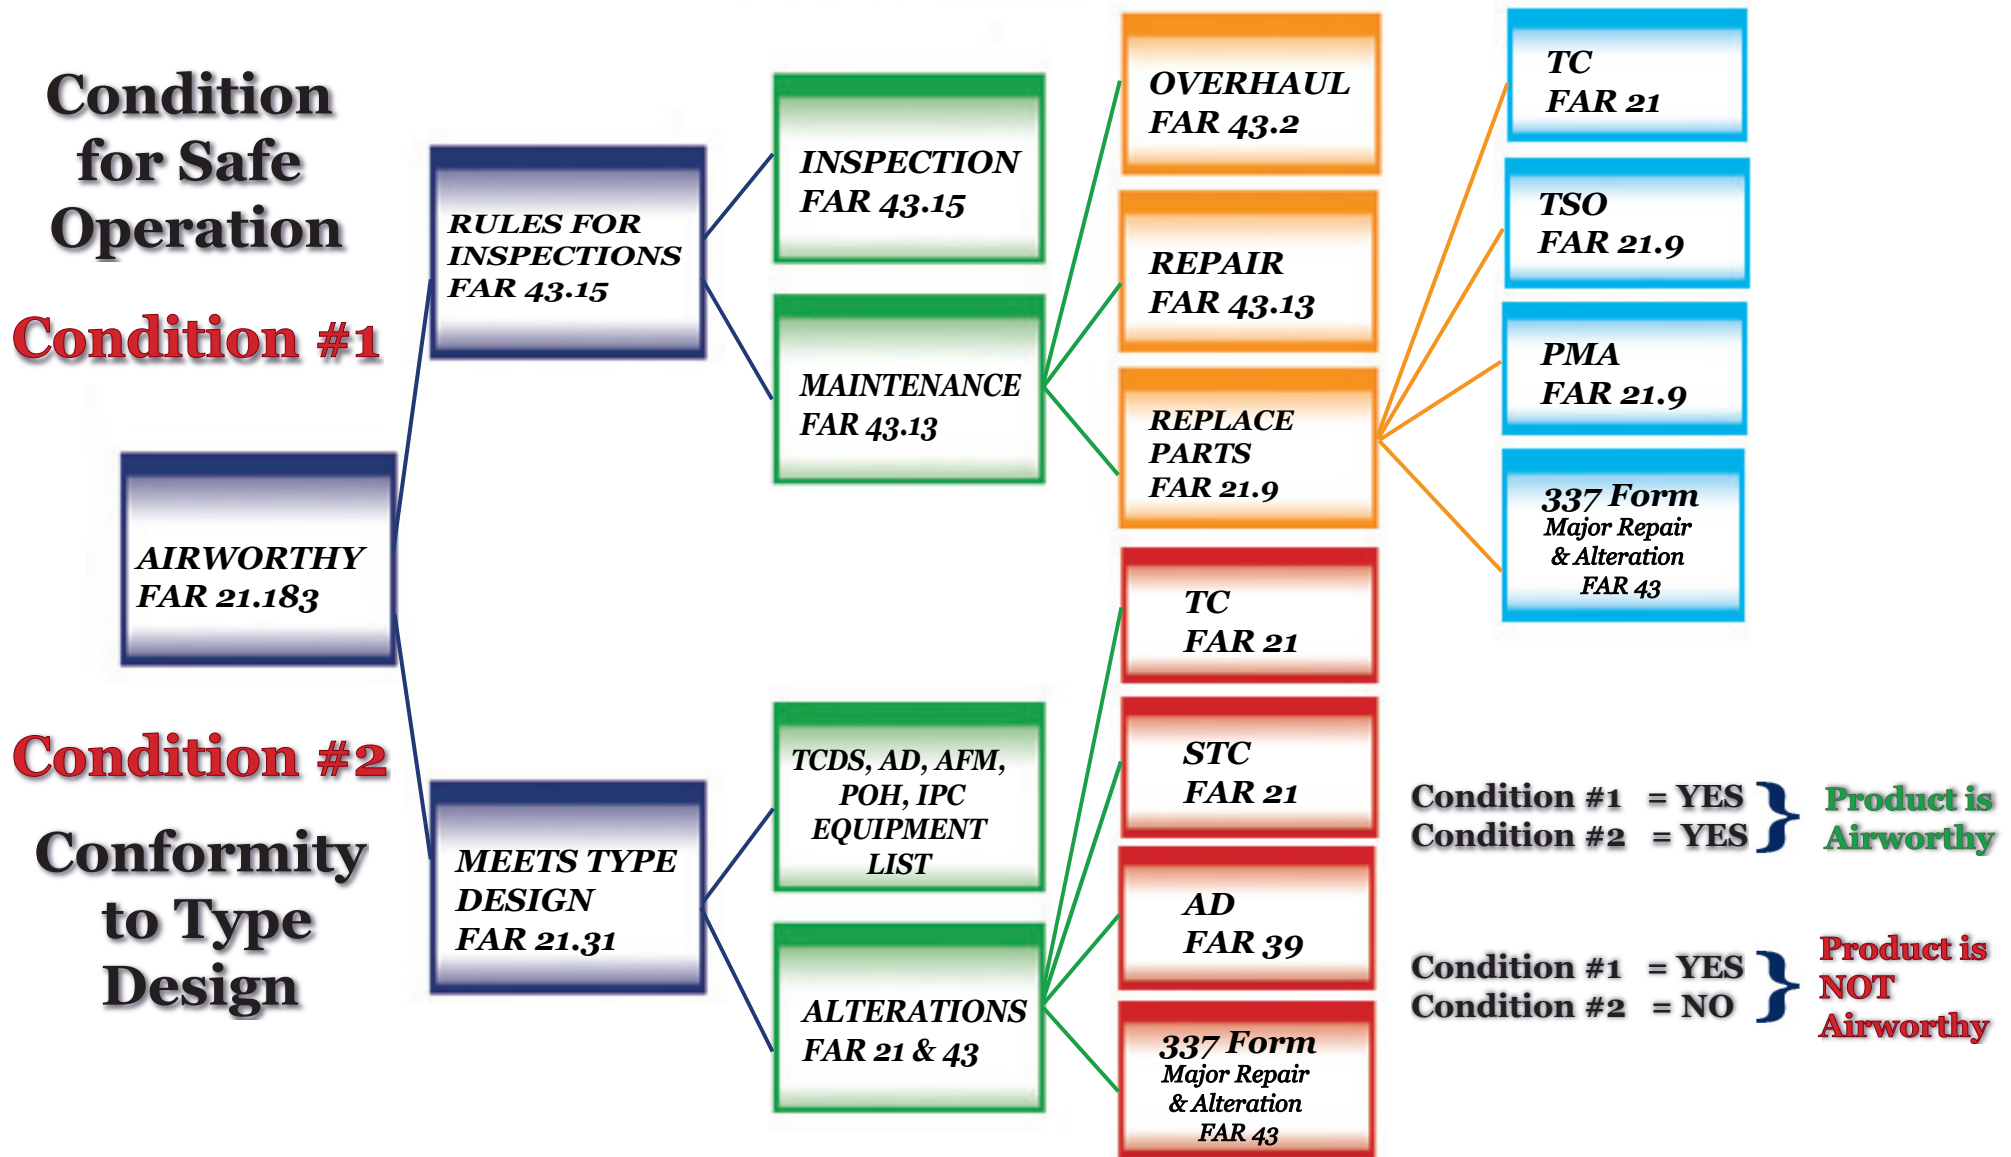 Condition
for Safe
Operation
Condition #1
AIRWORTHY
FAR 21.183
Condition #2
Conformity
to Type
Design
RULES FOR
INSPECTIONS
FAR 43.15
MEETS TYPE
DESIGN
FAR 21.31
INSPECTION
FAR 43.15
MAINTENANCE
FAR 43.13
TCDS, AD, AFM,
POH, IPC
EQUIPMENT
LIST
ALTERATIONS
FAR 21 & 43
OVERHAUL
FAR 43.2
REPAIR
FAR 43.13
REPLACE
PARTS
FAR 21.9
TC
FAR 21
STC
FAR 21
AD
FAR 39
337 Form
Major Repair
& Alteration
FAR 43
TC
FAR 21
TSO
FAR 21.9
PMA
FAR 21.9
337 Form
Major Repair
& Alteration
FAR 43
Condition #1 = YES
Condition #2 = YES
Product is
Airworthy
Condition #1 = YES
Condition #2 = NO
Product is
NOT
Airworthy